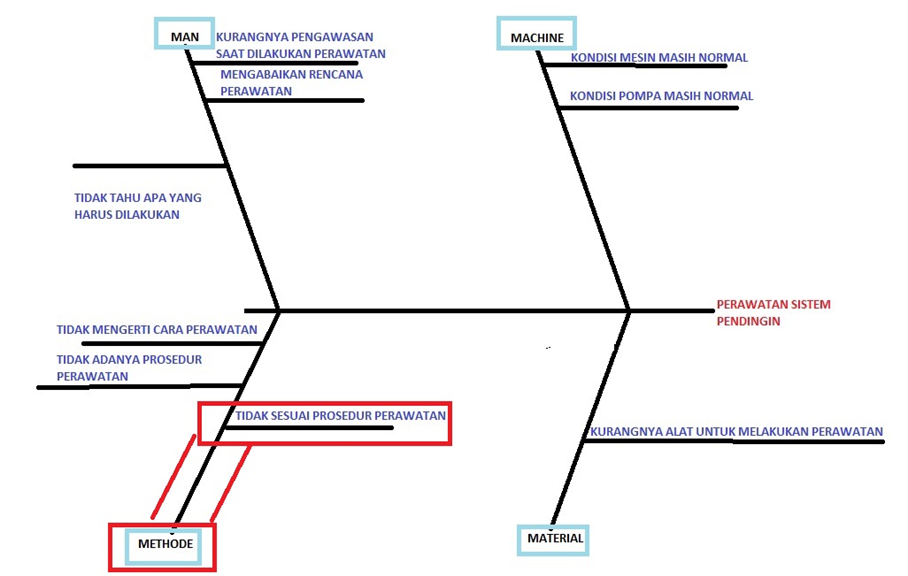 MAN
KURANGNYA PENGAWASAN
SAAT DILAKUKAN PERAWATAN
MENGABAIKAN RENCANA
PERAWATAN
TIDAK TAHU APA YANG
HARUS DILAKUKAN
MACHINE
KONDISI MESIN MASIH NORMAL
KONDISI POMPA MASIH NORMAL
PERAWATAN SISTEM
PENDINGIN
TIDAK MENGERTI CARA PERAWATAN
TIDAK ADANYA PROSEDUR
PERAWATAN
TIDAK SESUAI PROSEDUR PERAWATAN
METHODE
KURANGNYA ALAT UNTUK MELAKUKAN PERAWATAN
MATERIAL